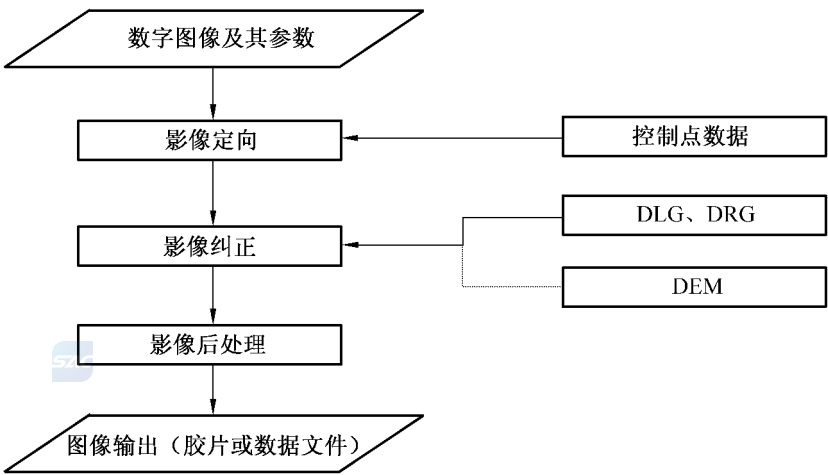 数字图像及其参数
影像定向
控制点数据
DLG、DRG
影像纠正
DEM
影像后处理
SZC
图像输出（胶片或数据文件）